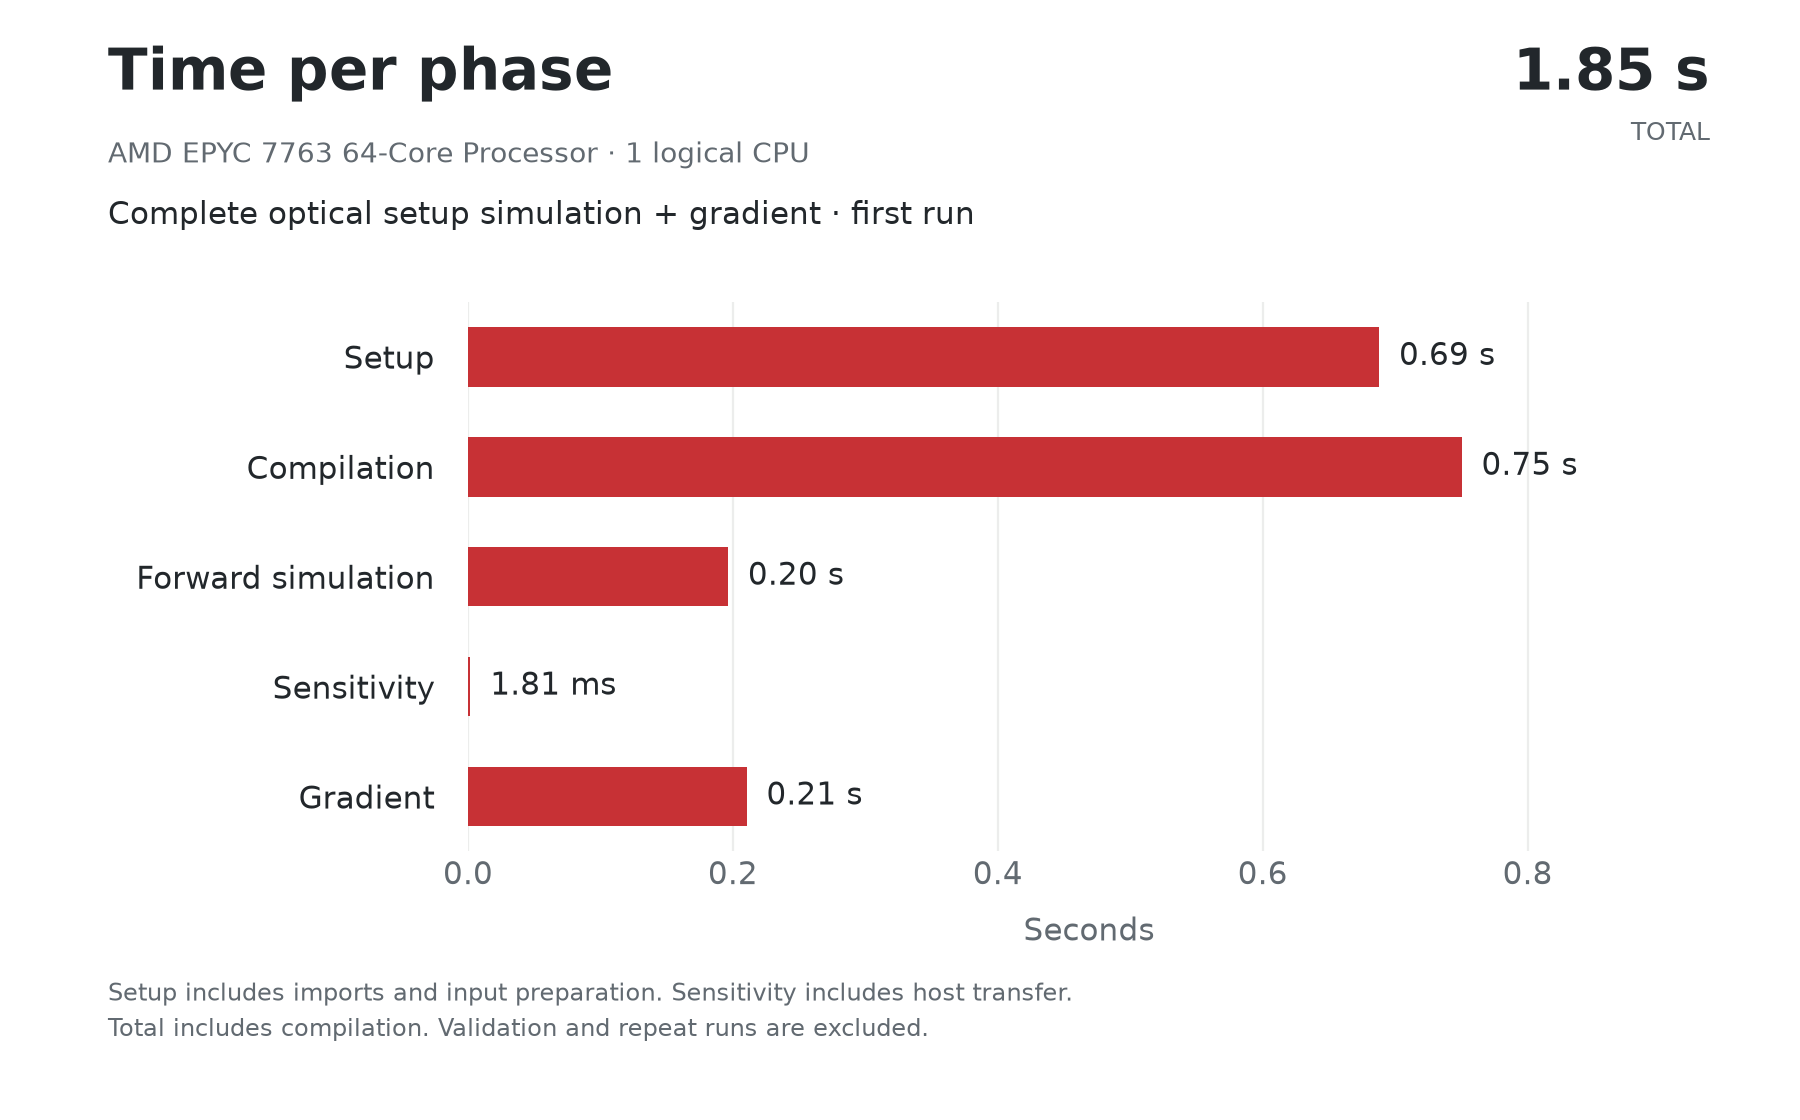 Time per phase
1.85 s
TOTAL
AMD EPYC 7763 64-Core Processor · 1 logical CPU
Complete optical setup simulation + gradient · first run
Setup
0.69 s
Compilation
0.75 s
Forward simulation
0.20 s
Sensitivity
1.81 ms
Gradient
0.21 s
0.0 0.2 0.4 0.6 0.8
Seconds
Setup includes imports and input preparation. Sensitivity includes host transfer.
Total includes compilation. Validation and repeat runs are excluded.